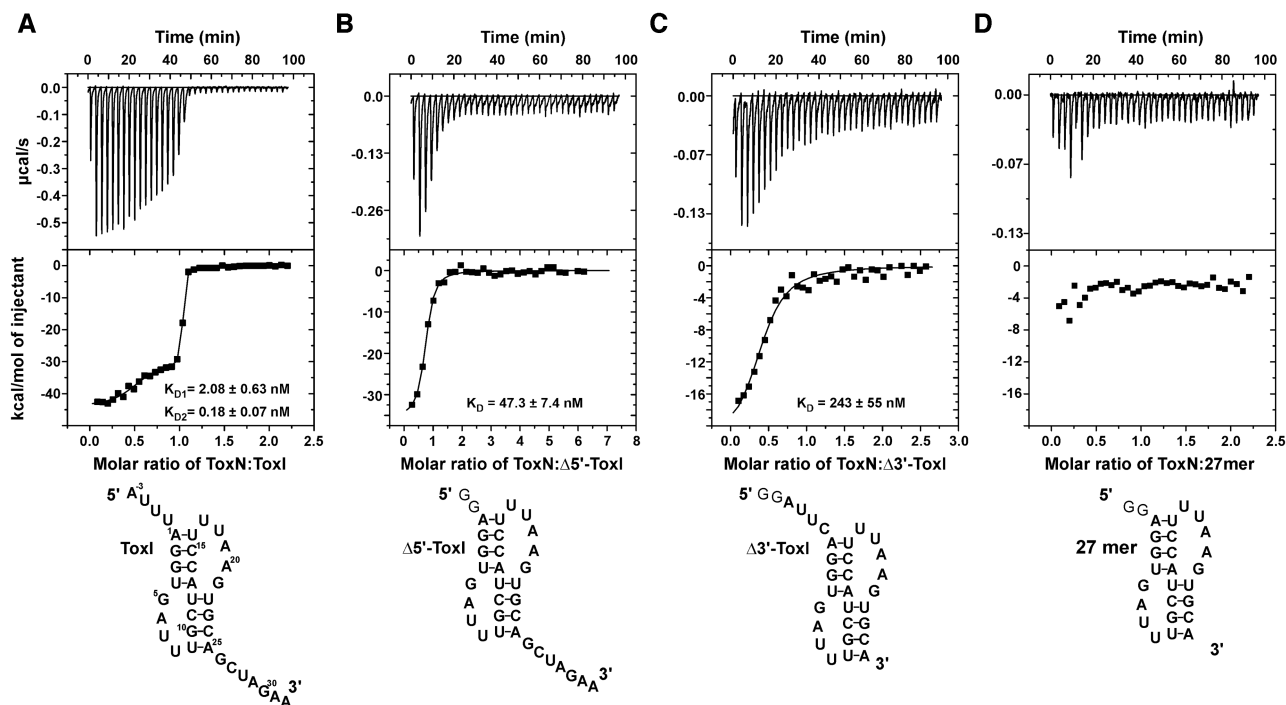 A
B
C
D
Time (min)
Time (min)
Time (min)
Time (min)
0 20 40 60 80 100
0 20 40 60 80 100
0 20 40 60 80 100
0 20 40 60 80 100
µcal/s
0.0
-0.1
-0.2
-0.3
-0.4
-0.5
0.0
-0.13
-0.26
0.00
-0.07
-0.13
0.00
-0.07
-0.13
kcal/mol of injectant
0
-10
-20
-30
-40
0
-10
-20
-30
0
-4
-8
-12
-16
0
-4
-8
-12
-16
K_D1 = 2.08 ± 0.63 nM
K_D2 = 0.18 ± 0.07 nM
K_D = 47.3 ± 7.4 nM
K_D = 243 ± 55 nM
0.0 0.5 1.0 1.5 2.0 2.5
0 1 2 3 4 5 6 7 8
0.0 0.5 1.0 1.5 2.0 2.5 3.0
0.0 0.5 1.0 1.5 2.0 2.5
Molar ratio of ToxN:ToxI
Molar ratio of ToxN:Δ5'-ToxI
Molar ratio of ToxN:Δ3'-ToxI
Molar ratio of ToxN:27mer
5' A -3
U
U
U U
1 A-U U
ToxI G-C 15 A
G-C A 20
U-A G
5 G U-U
A C-G
U 10 G-C
U U-A 25
G
C
U
A
G 30
A
A 3'
5' G
G U
A-U U
Δ5'-ToxI G-C A
G-C A
U-A G
G U-U
A C-G
U G-C
U U-A
G
C
U
A
G
A
A 3'
5' G
G
A
U
U
C U
A-U U
Δ3'-ToxI G-C A
G-C A
U-A G
G U-U
A C-G
U G-C
U U-A 3'
5'
G
G U
A-U U
27 mer G-C A
G-C A
U-A G
G U-U
A C-G
U G-C
U U-A
3'